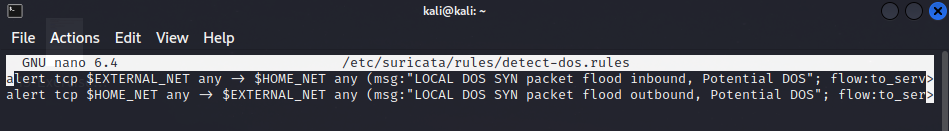 kali@kali: ~
File Actions Edit View Help
GNU nano 6.4 /etc/suricata/rules/detect-dos.rules
alert tcp $EXTERNAL_NET any -> $HOME_NET any (msg:"LOCAL DOS SYN packet flood inbound, Potential DOS"; flow:to_serv>
alert tcp $HOME_NET any -> $EXTERNAL_NET any (msg:"LOCAL DOS SYN packet flood outbound, Potential DOS"; flow:to_ser>